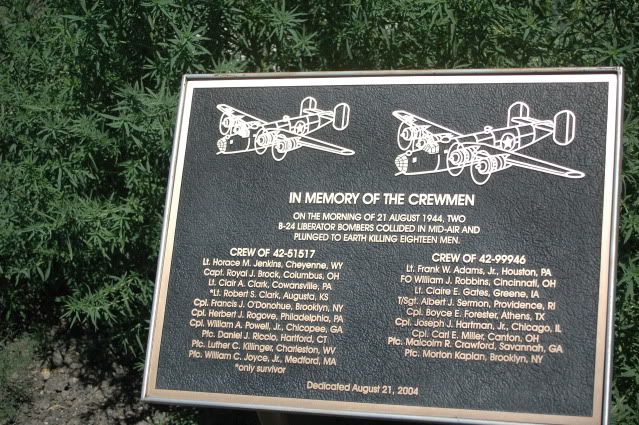 IN MEMORY OF THE CREWMEN
ON THE MORNING OF 21 AUGUST 1944, TWO
B-24 LIBERATOR BOMBERS COLLIDED IN MID-AIR AND
PLUNGED TO EARTH KILLING EIGHTEEN MEN.
CREW OF 42-51517
Lt. Horace M. Jenkins, Cheyenne, WY
Capt. Royal J. Brock, Columbus, OH
Lt. Clair A. Clark, Cowansville, PA
*Lt. Robert S. Clark, Augusta, KS
Cpl. Francis J. O'Donohue, Brooklyn, NY
Cpl. Herbert J. Rogove, Philadelphia, PA
Cpl. William A. Powell, Jr., Chicopee, GA
Pfc. Daniel J. Riccio, Hartford, CT
Pfc. Luther C. Killinger, Charleston, WV
Pfc. William C. Joyce, Jr., Medford, MA
*only survivor
CREW OF 42-99946
Lt. Frank W. Adams, Jr., Houston, PA
FO William J. Robbins, Cincinnati, OH
Lt. Claire E. Gates, Greene, IA
T/Sgt. Albert J. Sermon, Providence, RI
Cpl. Boyce E. Forester, Athens, TX
Cpl. Joseph J. Hartman, Jr., Chicago, IL
Cpl. Carl E. Miller, Canton, OH
Pfc. Malcolm R. Crawford, Savannah, GA
Pfc. Morton Kaplan, Brooklyn, NY
Dedicated August 21, 2004